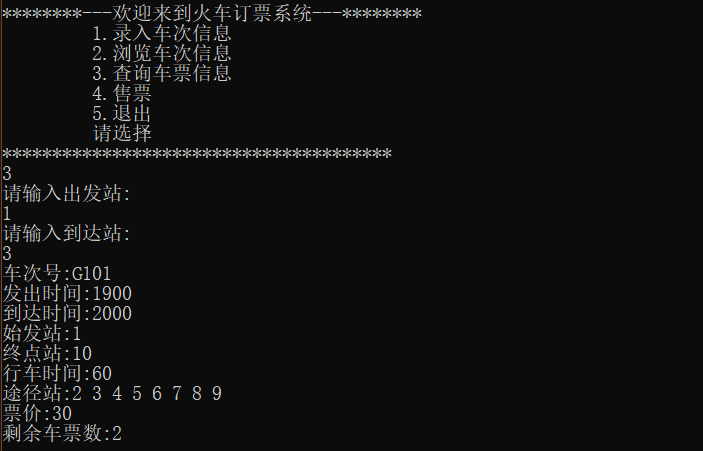 ********---欢迎来到火车订票系统---********
1.录入车次信息
2.浏览车次信息
3.查询车票信息
4.售票
5.退出
请选择
***************************************
3
请输入出发站:
1
请输入到达站:
3
车次号:G101
发出时间:1900
到达时间:2000
始发站:1
终点站:10
行车时间:60
途径站:2 3 4 5 6 7 8 9
票价:30
剩余车票数:2